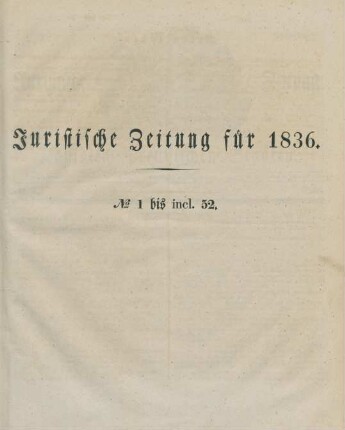 Juristische Zeitung für 1836.
№ 1 bis incl. 52.